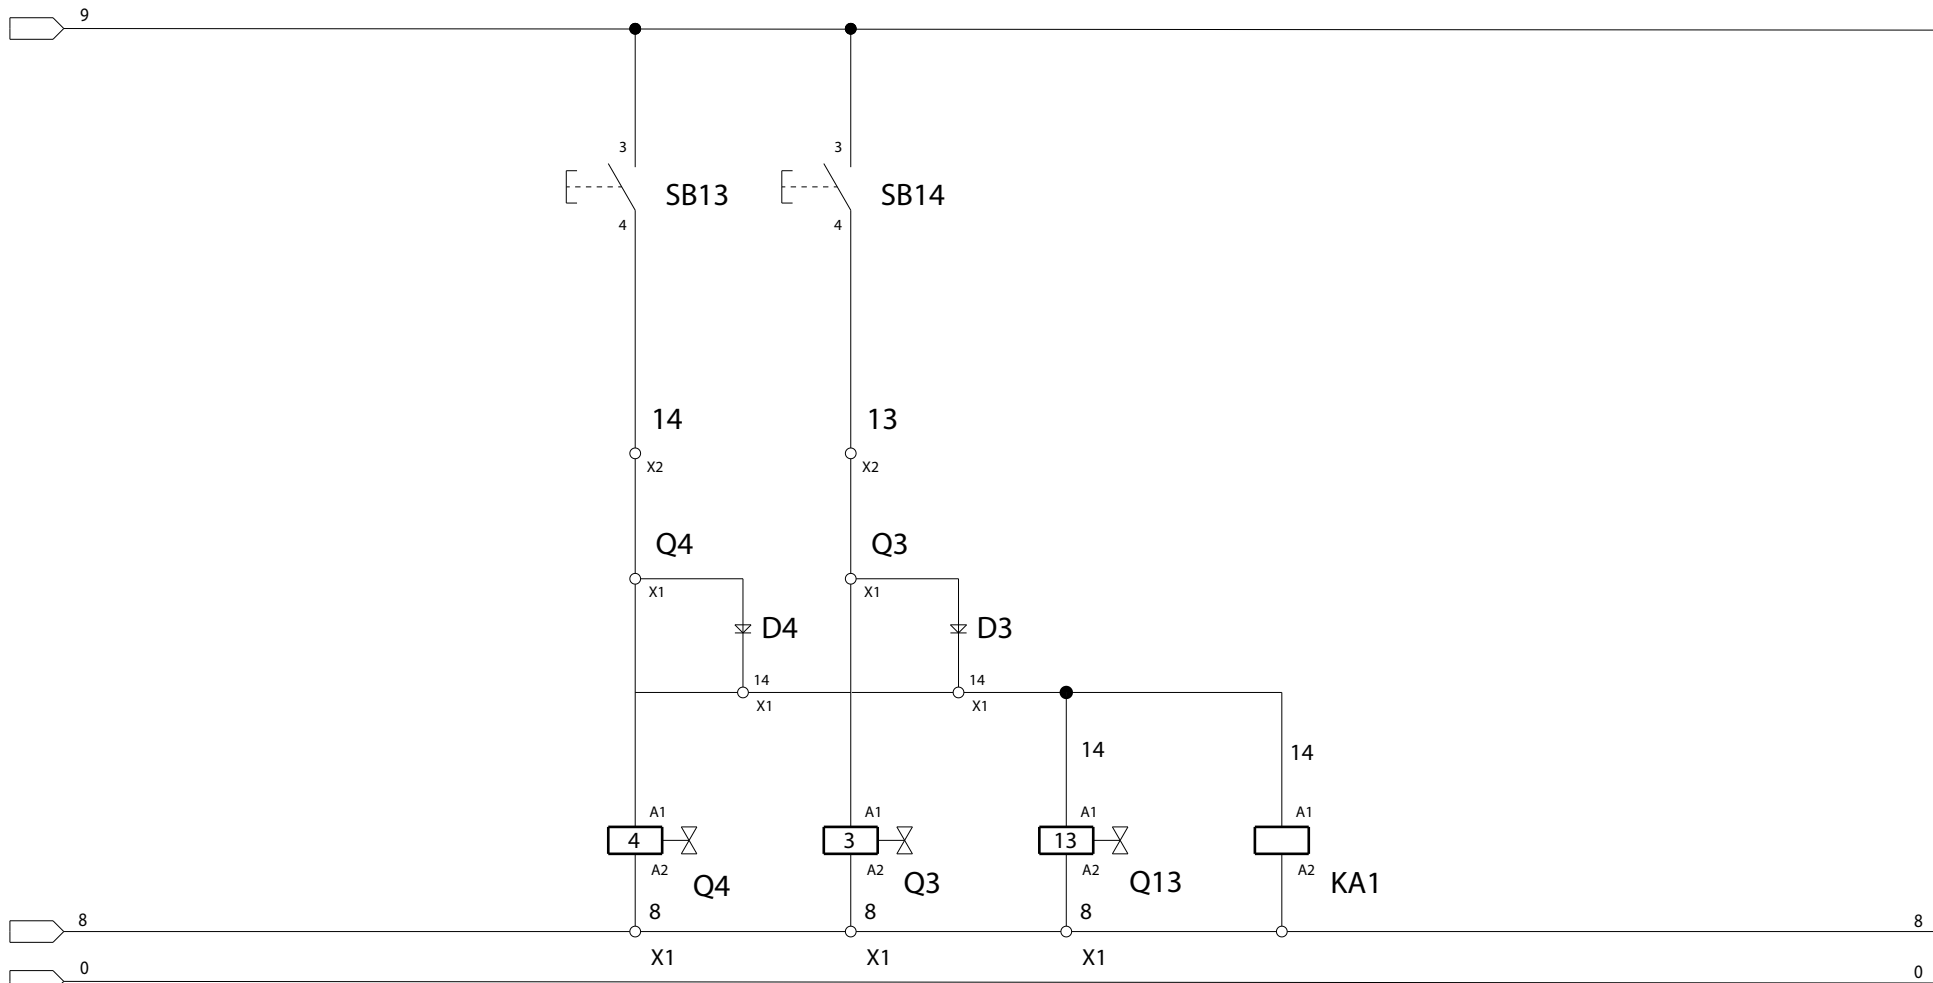 9
3 3
SB13 SB14
4 4
14 13
X2 X2
Q4 Q3
X1 X1
D4 D3
14 14
X1 X1
14 14
A1 A1 A1 A1
4 3 13
A2 A2 A2 A2
Q4 Q3 Q13 KA1
8 8 8 8 8
X1 X1 X1
0 0